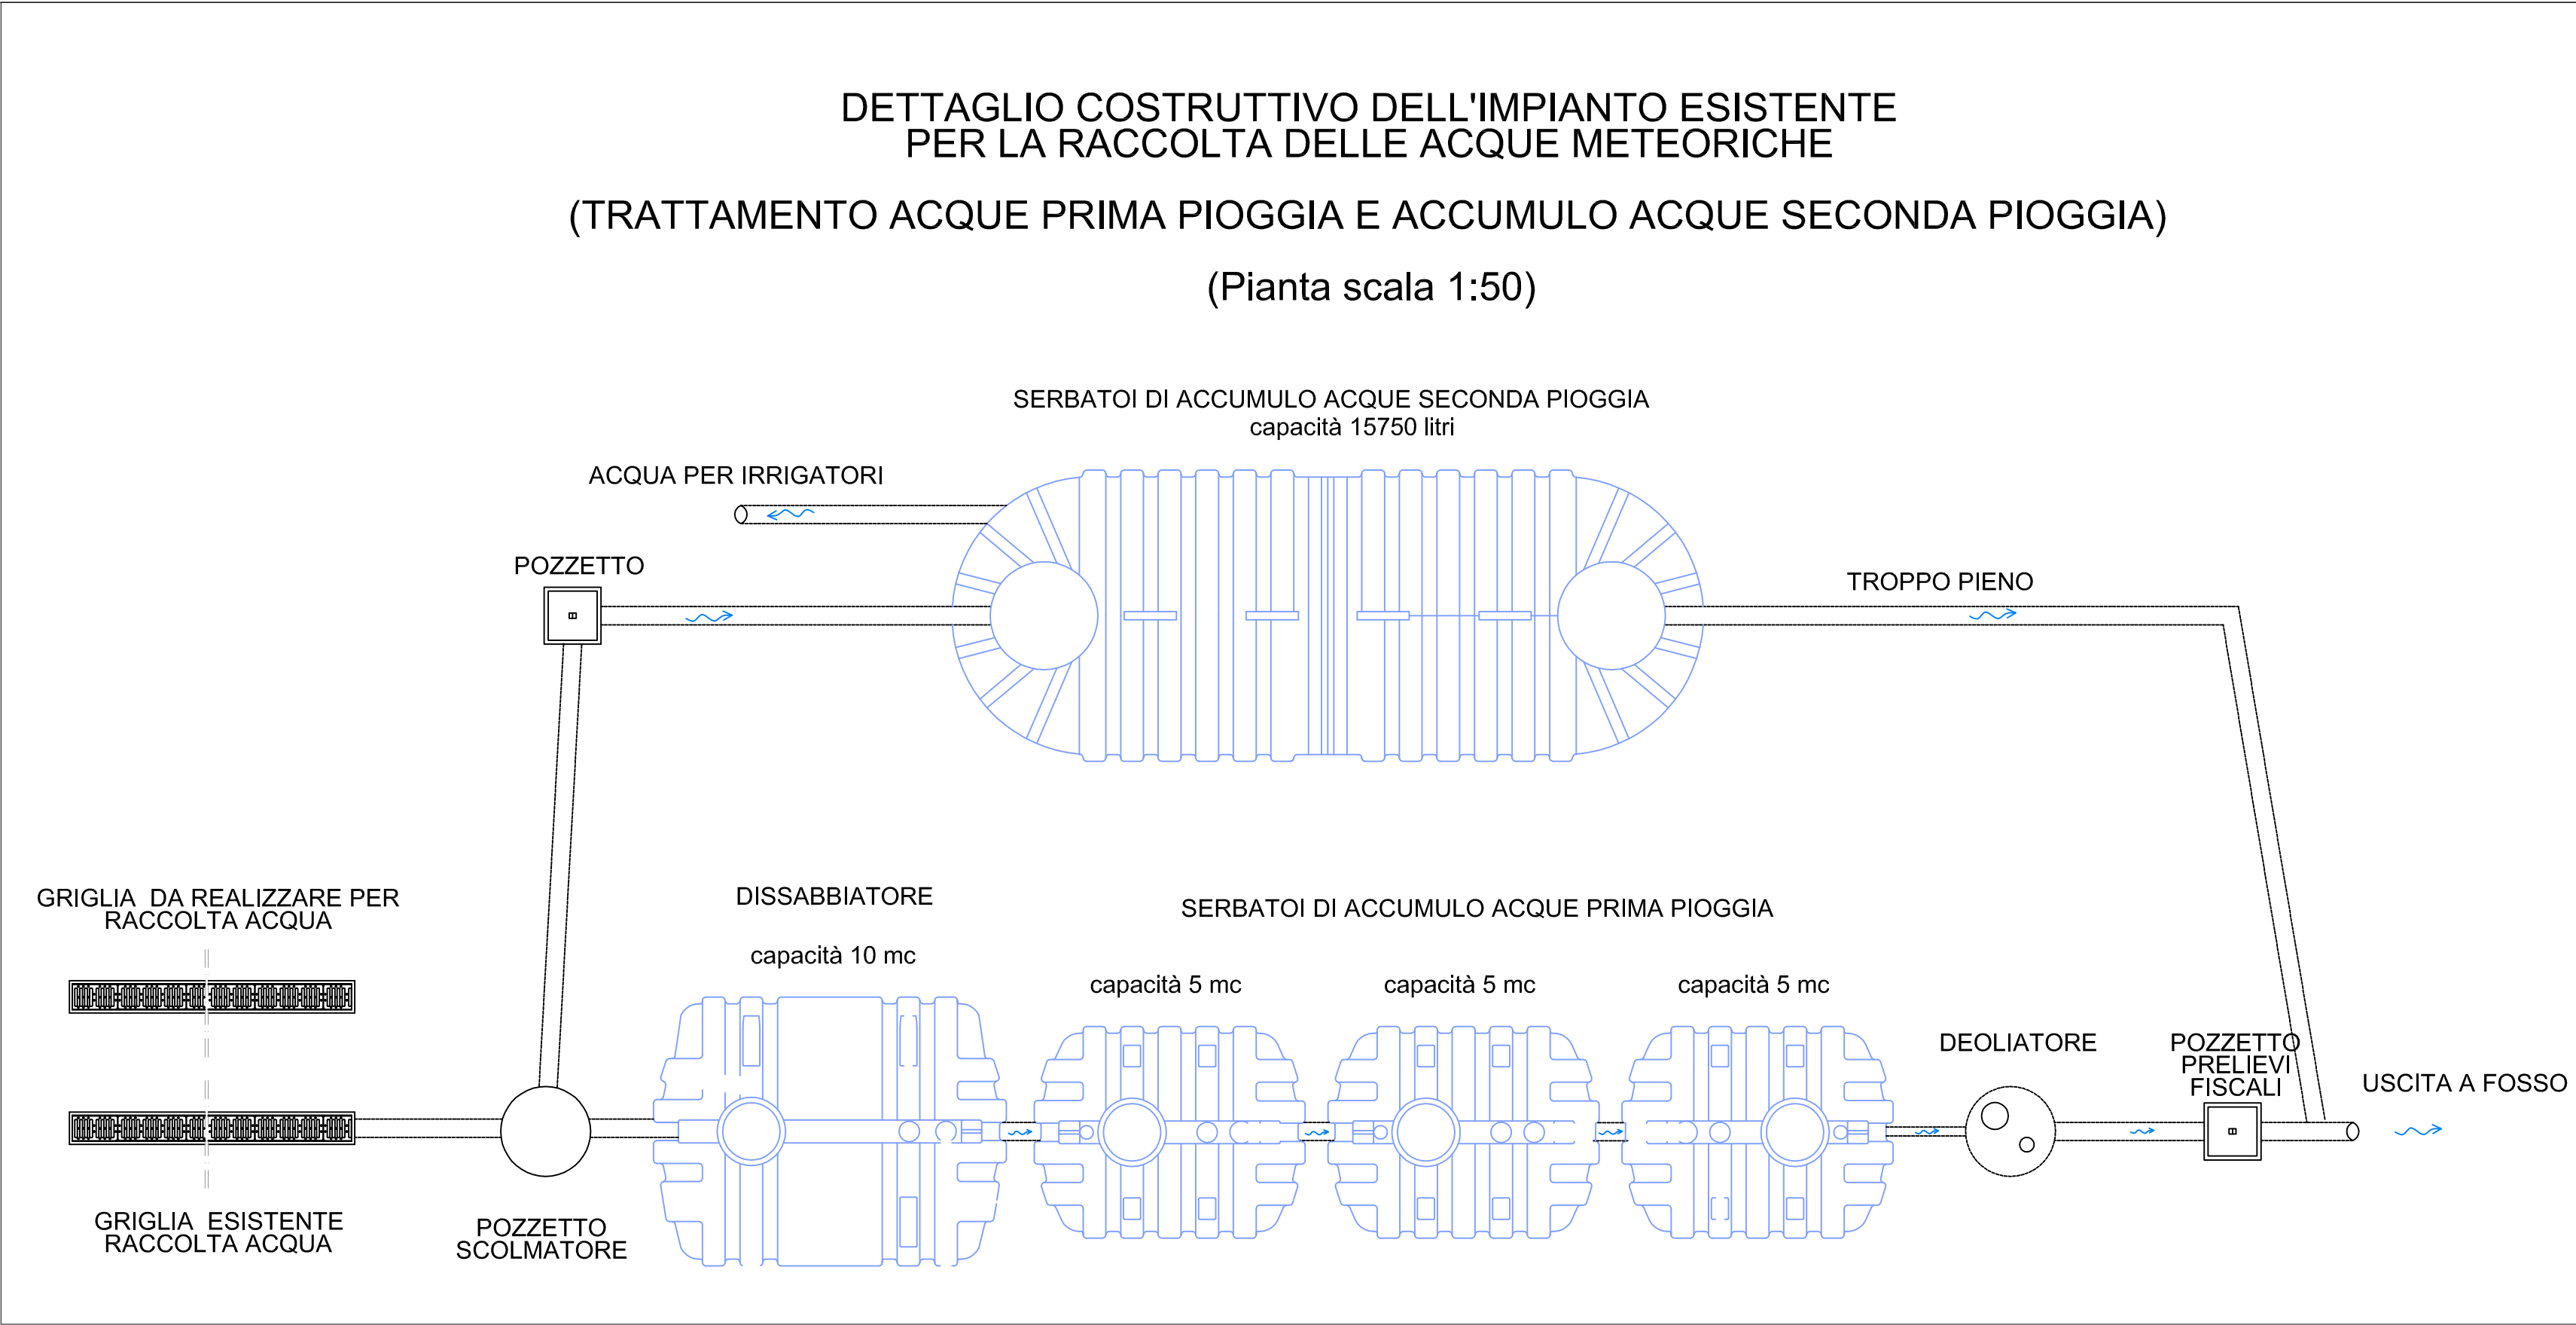 DETTAGLIO COSTRUTTIVO DELL'IMPIANTO ESISTENTE
PER LA RACCOLTA DELLE ACQUE METEORICHE
(TRATTAMENTO ACQUE PRIMA PIOGGIA E ACCUMULO ACQUE SECONDA PIOGGIA)
(Pianta scala 1:50)
SERBATOI DI ACCUMULO ACQUE SECONDA PIOGGIA
capacità 15750 litri
ACQUA PER IRRIGATORI
POZZETTO
TROPPO PIENO
GRIGLIA DA REALIZZARE PER
RACCOLTA ACQUA
DISSABBIATORE
capacità 10 mc
SERBATOI DI ACCUMULO ACQUE PRIMA PIOGGIA
capacità 5 mc
capacità 5 mc
capacità 5 mc
DEOLIATORE
POZZETTO
PRELIEVI
FISCALI
USCITA A FOSSO
GRIGLIA ESISTENTE
RACCOLTA ACQUA
POZZETTO
SCOLMATORE